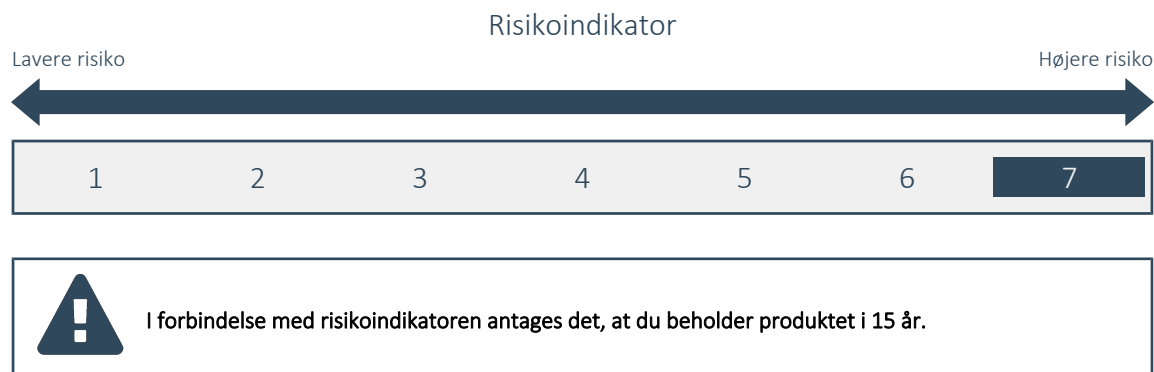 Risikoindikator
Lavere risiko Højere risiko
1 2 3 4 5 6 7
I forbindelse med risikoindikatoren antages det, at du beholder produktet i 15 år.